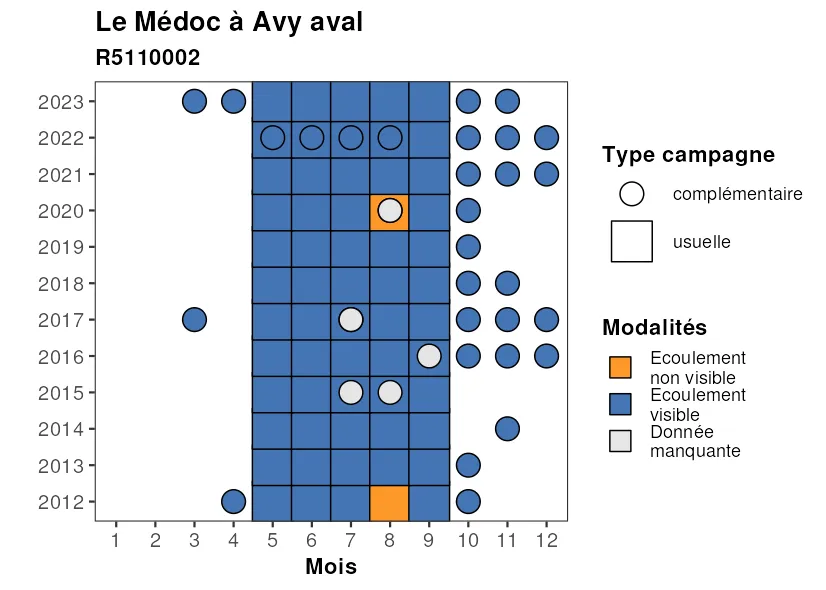 Le Médoc à Avy aval
R5110002
2023
2022
2021
2020
2019
2018
2017
2016
2015
2014
2013
2012
1 2 3 4 5 6 7 8 9 10 11 12
Mois
Type campagne
complémentaire
usuelle
Modalités
Ecoulement
non visible
Ecoulement
visible
Donnée
manquante